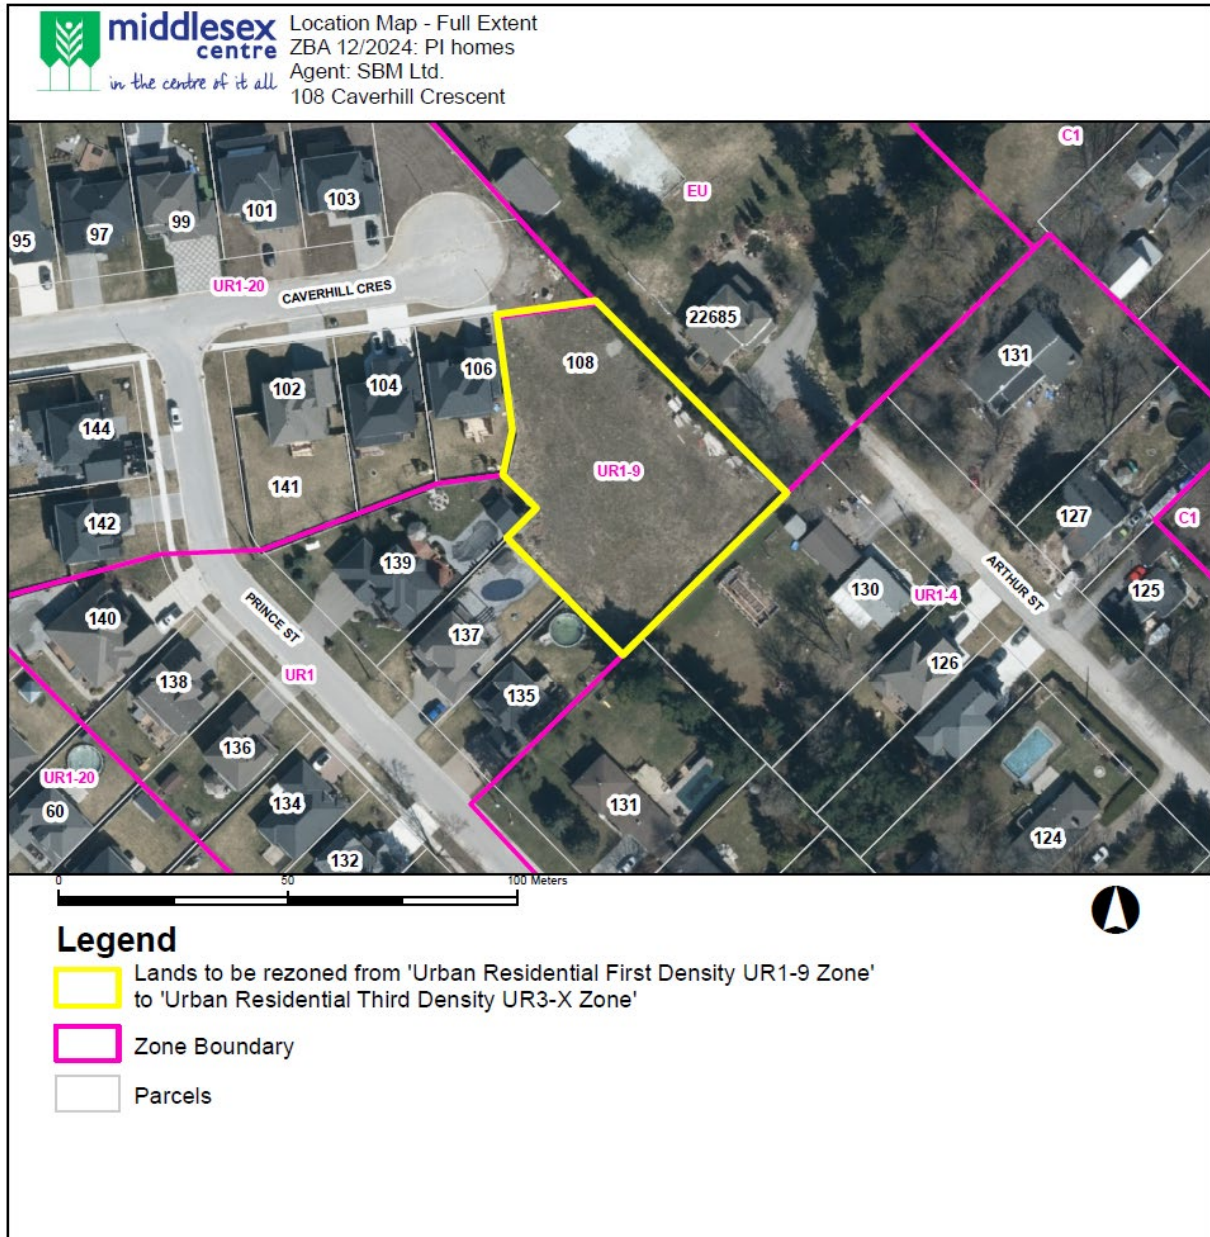 middlesex
centre
in the centre of it all
Location Map - Full Extent
ZBA 12/2024: PI homes
Agent: SBM Ltd.
108 Caverhill Crescent
C1
EU
103
101
99
97
95
UR1-20
CAVERHILL CRES
22685
131
108
106
104
102
144
UR1-9
141
142
127
C1
139
130
UR1-4
ARTHUR ST
125
140
PRINCE ST
137
126
138
UR1
135
136
UR1-20
60
134
131
132
124
0
50
100 Meters
Legend
Lands to be rezoned from 'Urban Residential First Density UR1-9 Zone'
to 'Urban Residential Third Density UR3-X Zone'
Zone Boundary
Parcels